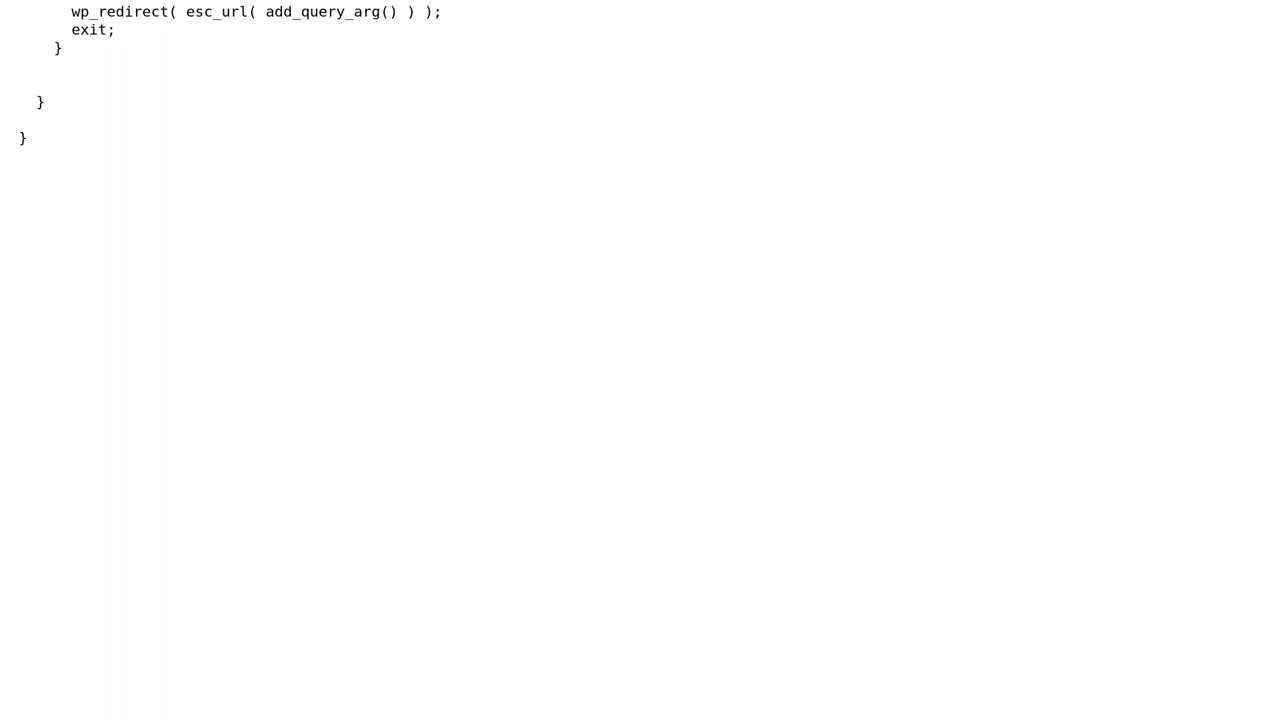 wp_redirect( esc_url( add_query_arg() ) );
exit;
}
}
}